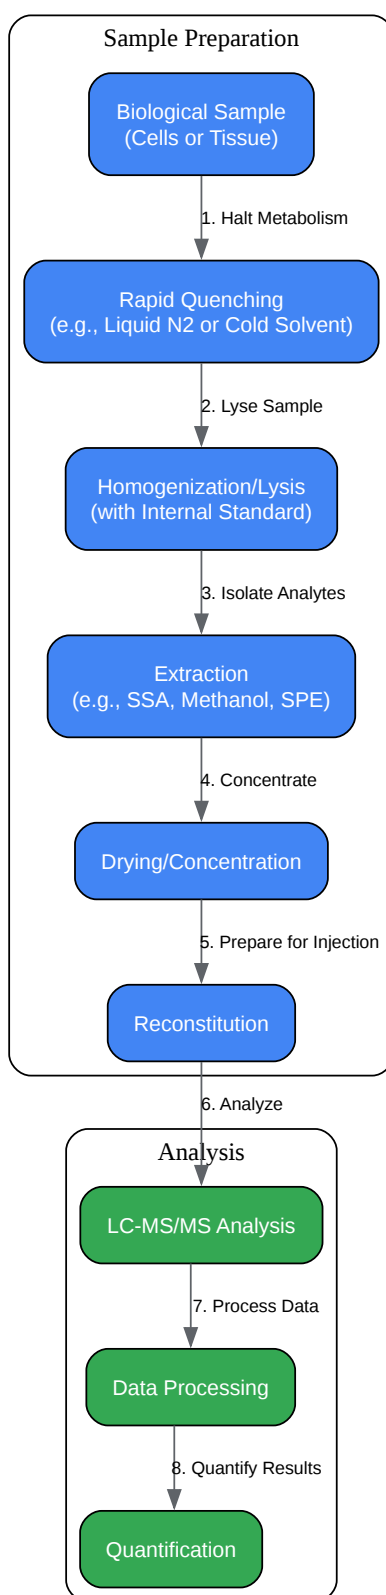 Sample Preparation
Biological Sample
(Cells or Tissue)
1. Halt Metabolism
Rapid Quenching
(e.g., Liquid N2 or Cold Solvent)
2. Lyse Sample
Homogenization/Lysis
(with Internal Standard)
3. Isolate Analytes
Extraction
(e.g., SSA, Methanol, SPE)
4. Concentrate
Drying/Concentration
5. Prepare for Injection
Reconstitution
6. Analyze
Analysis
LC-MS/MS Analysis
7. Process Data
Data Processing
8. Quantify Results
Quantification